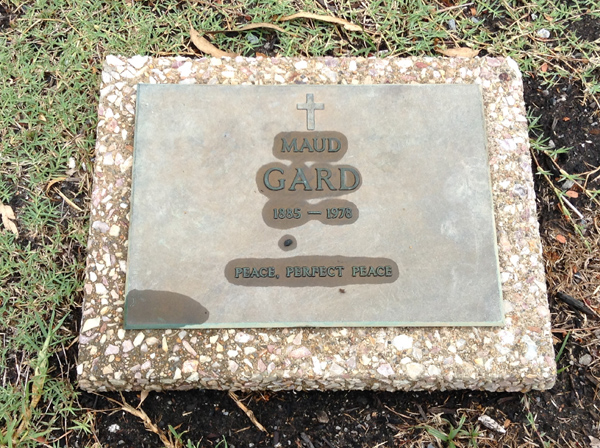 MAUD
GARD
1885 — 1978
PEACE, PERFECT PEACE